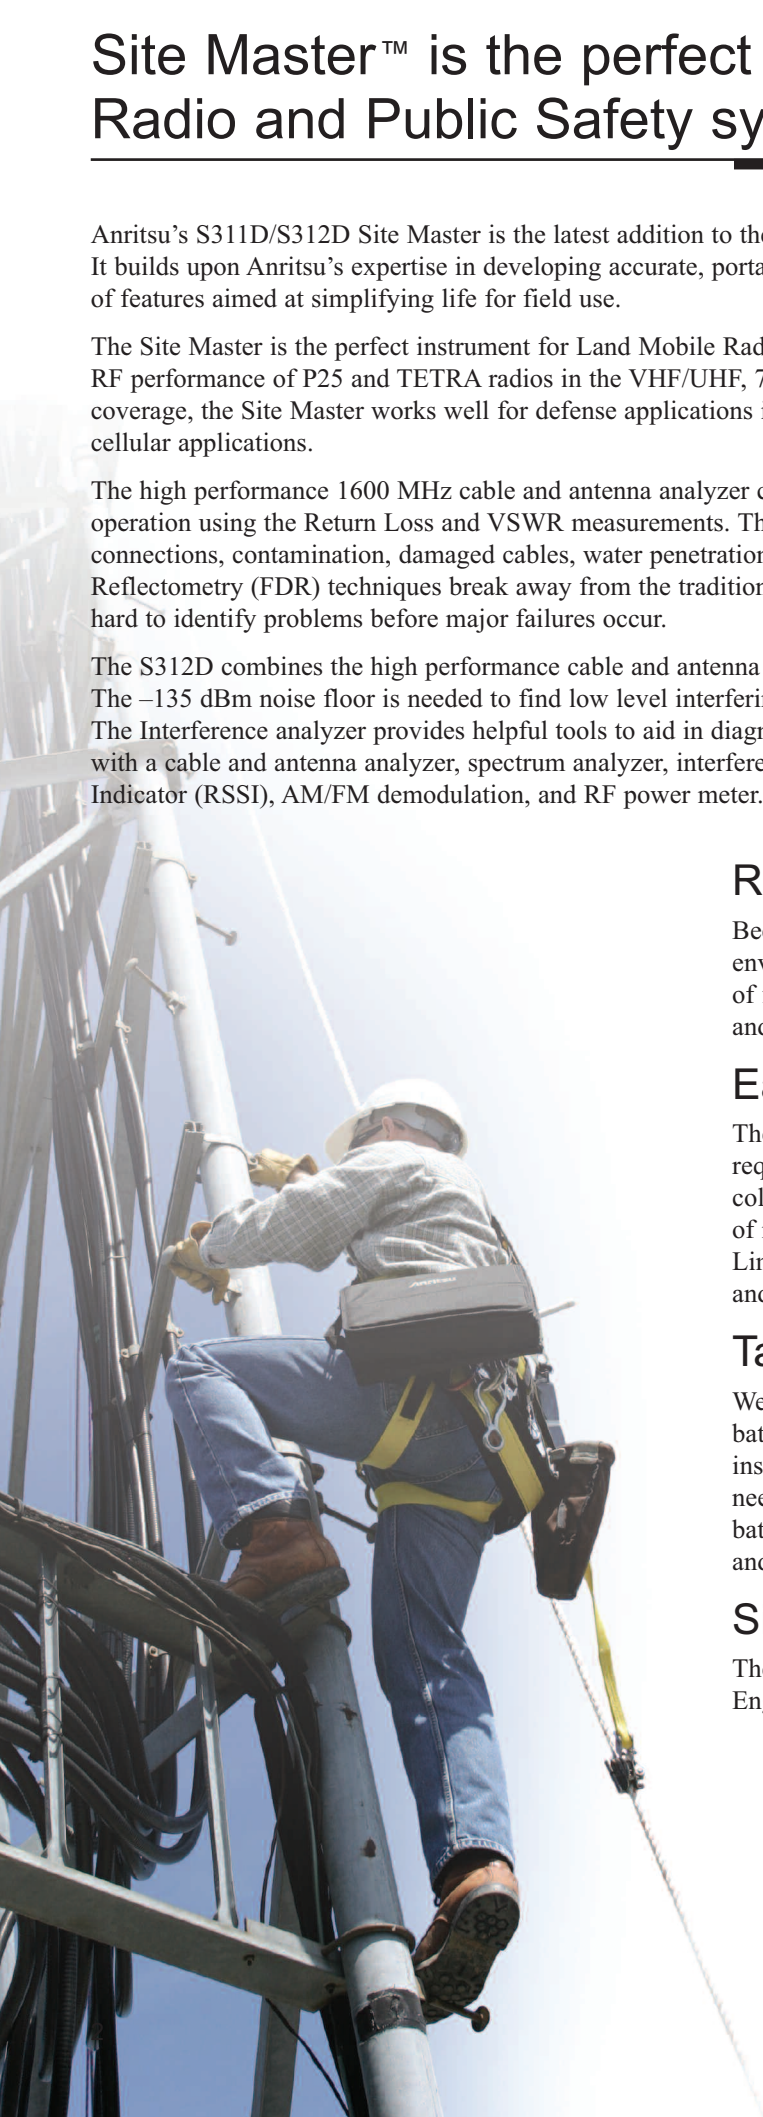 Site Master™ is the perfect
Radio and Public Safety sy
Anritsu’s S311D/S312D Site Master is the latest addition to the
It builds upon Anritsu’s expertise in developing accurate, porta
of features aimed at simplifying life for field use.
The Site Master is the perfect instrument for Land Mobile Rad
RF performance of P25 and TETRA radios in the VHF/UHF, 7
coverage, the Site Master works well for defense applications i
cellular applications.
The high performance 1600 MHz cable and antenna analyzer c
operation using the Return Loss and VSWR measurements. Th
connections, contamination, damaged cables, water penetration
Reflectometry (FDR) techniques break away from the tradition
hard to identify problems before major failures occur.
The S312D combines the high performance cable and antenna
The –135 dBm noise floor is needed to find low level interferin
The Interference analyzer provides helpful tools to aid in diagn
with a cable and antenna analyzer, spectrum analyzer, interfere
Indicator (RSSI), AM/FM demodulation, and RF power meter.
R
Bec
env
of
and
Ea
The
req
col
of
Lin
and
Ta
We
bat
ins
nee
bat
and
S
The
En
ANRITSU